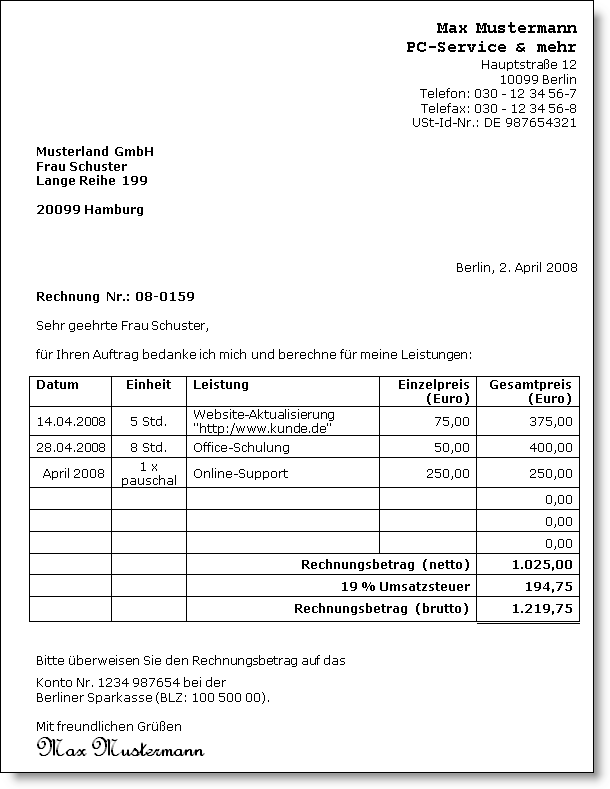 Max Mustermann
PC-Service & mehr
Hauptstraße 12
10099 Berlin
Telefon: 030 - 12 34 56-7
Telefax: 030 - 12 34 56-8
USt-Id-Nr.: DE 987654321
Musterland GmbH
Frau Schuster
Lange Reihe 199
20099 Hamburg
Berlin, 2. April 2008
Rechnung Nr.: 08-0159
Sehr geehrte Frau Schuster,
für Ihren Auftrag bedanke ich mich und berechne für meine Leistungen:
Datum Einheit Leistung Einzelpreis (Euro) Gesamtpreis (Euro)
14.04.2008 5 Std. Website-Aktualisierung "http:/www.kunde.de" 75,00 375,00
28.04.2008 8 Std. Office-Schulung 50,00 400,00
April 2008 1 x pauschal Online-Support 250,00 250,00
0,00
0,00
0,00
Rechnungsbetrag (netto) 1.025,00
19 % Umsatzsteuer 194,75
Rechnungsbetrag (brutto) 1.219,75
Bitte überweisen Sie den Rechnungsbetrag auf das
Konto Nr. 1234 987654 bei der
Berliner Sparkasse (BLZ: 100 500 00).
Mit freundlichen Grüßen
Max Mustermann